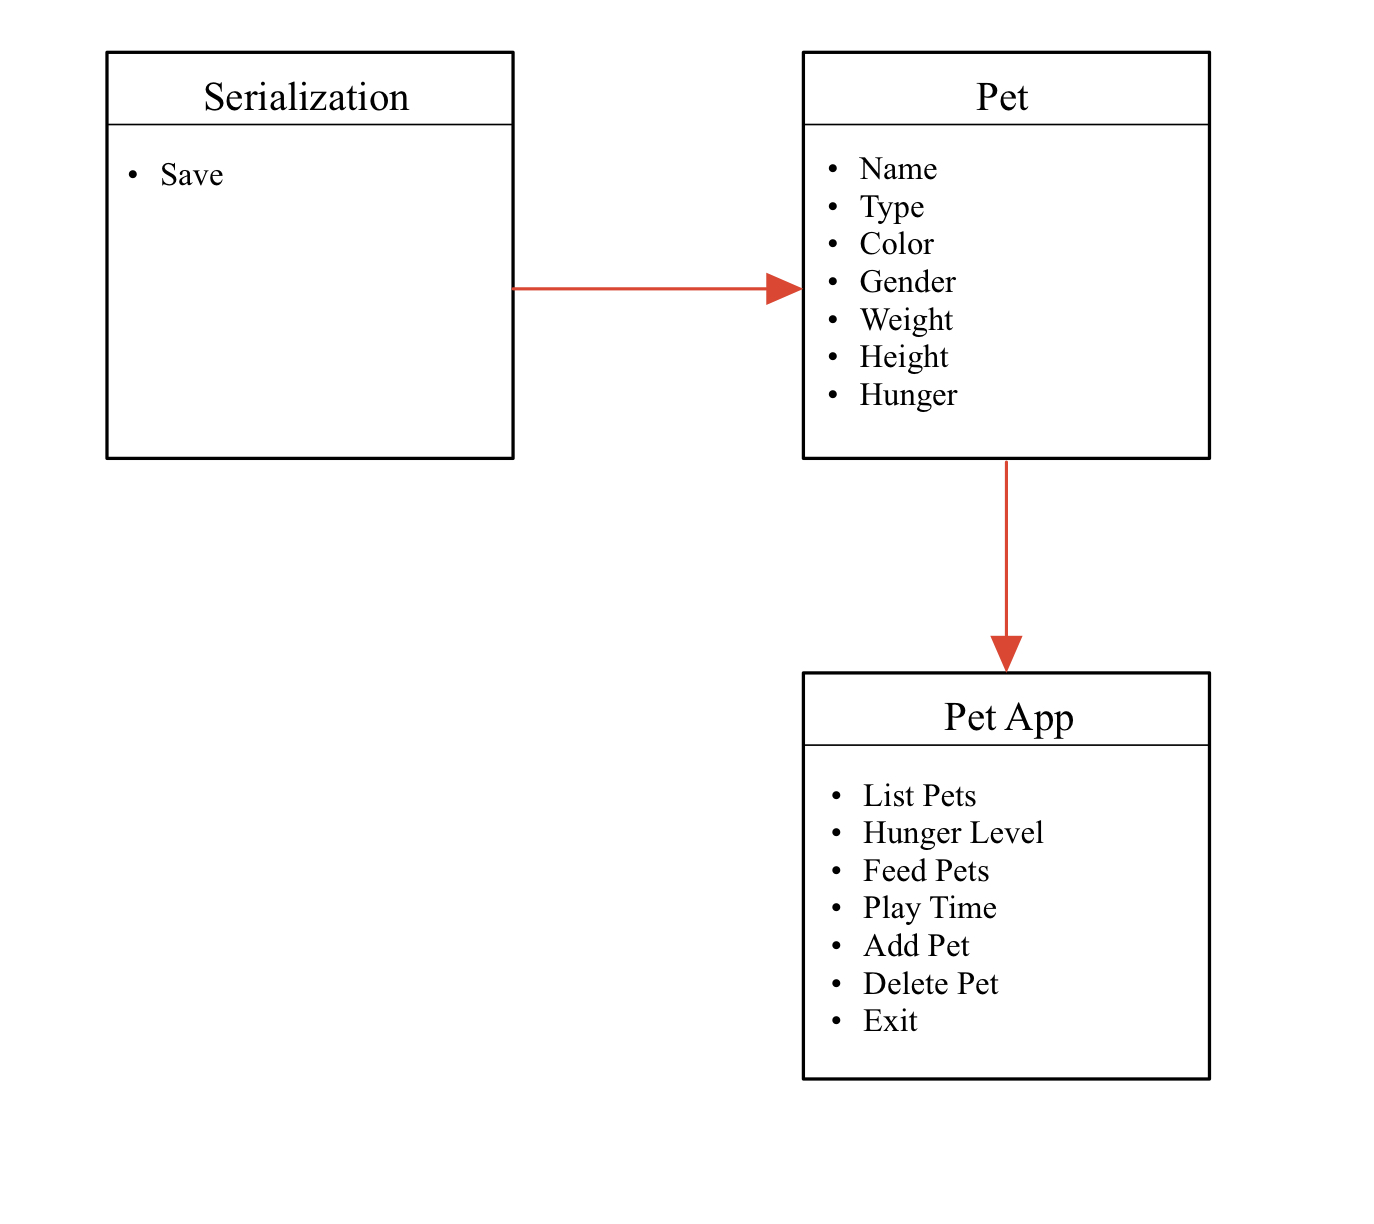 Serialization
• Save
Pet
• Name
• Type
• Color
• Gender
• Weight
• Height
• Hunger
Pet App
• List Pets
• Hunger Level
• Feed Pets
• Play Time
• Add Pet
• Delete Pet
• Exit